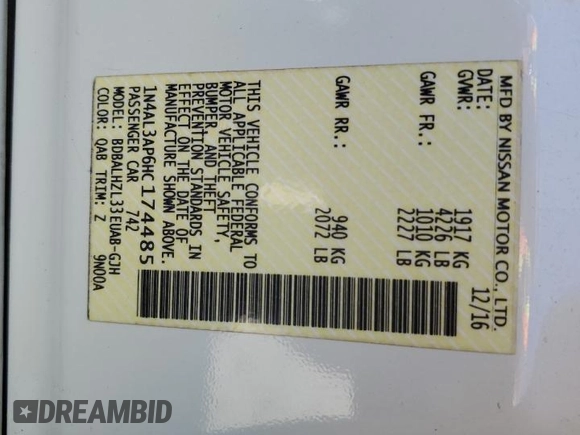 MFD BY NISSAN MOTOR CO., LTD.
DATE: 12/16
GVWR: 1917 KG
4226 LB
GAWR FR: 1010 KG
2227 LB
GAWR RR: 940 KG
2072 LB
THIS VEHICLE CONFORMS TO
ALL APPLICABLE FEDERAL
MOTOR VEHICLE SAFETY,
BUMPER, AND THEFT
PREVENTION STANDARDS IN
EFFECT ON THE DATE OF
MANUFACTURE SHOWN ABOVE.
1N4AL3AP6HC174485
PASSENGER CAR 742
MODEL: BDBALHZL33EUAB-GJH
COLOR: QAB TRIM: Z 9N00A
DREAMBID